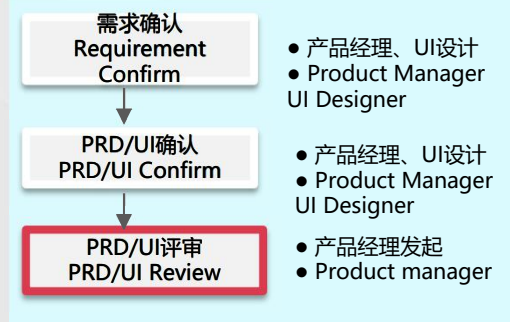 需求确认
Requirement
Confirm
● 产品经理、UI设计
● Product Manager
UI Designer
PRD/UI确认
PRD/UI Confirm
● 产品经理、UI设计
● Product Manager
UI Designer
PRD/UI评审
PRD/UI Review
● 产品经理发起
● Product manager